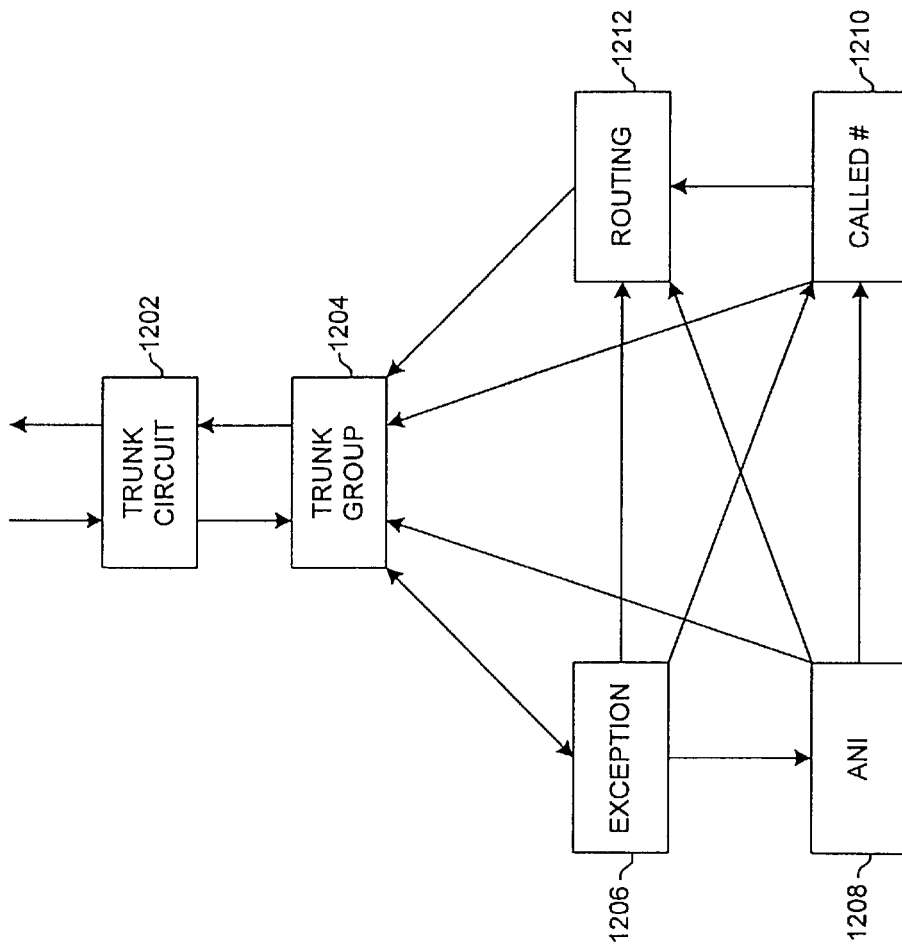 1202
TRUNK
CIRCUIT
1204
TRUNK
GROUP
1206
EXCEPTION
1212
ROUTING
1208
ANI
1210
CALLED #